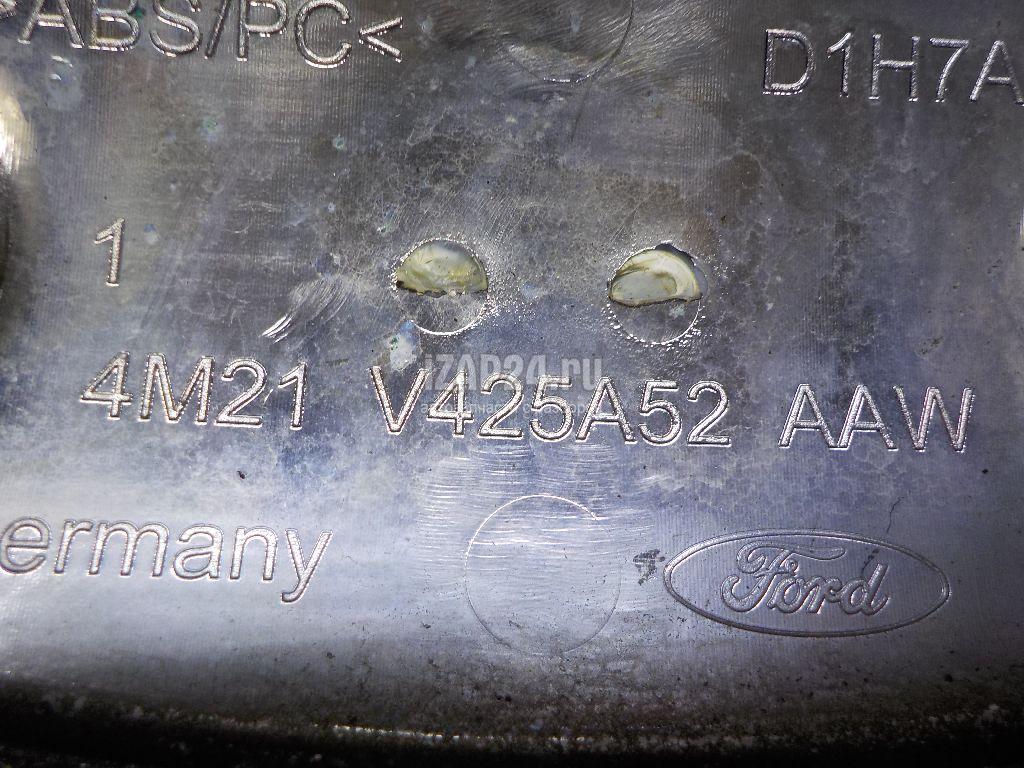 >ABS/PC<
D1H7A
1
iZAP24.ru
4M21 V425A52 AAW
ermany
Ford